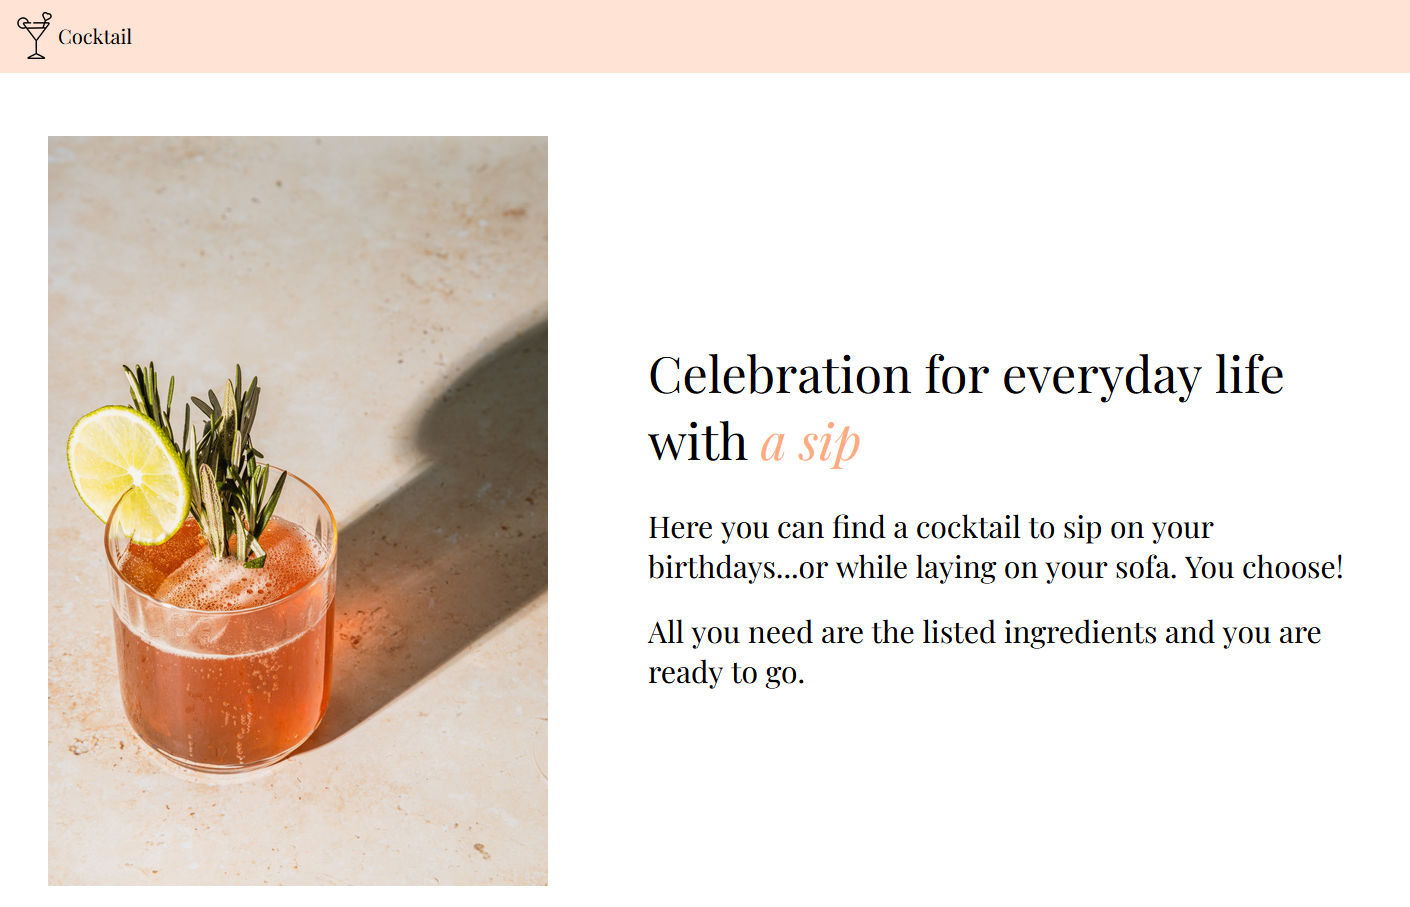 Cocktail
Celebration for everyday life
with a sip
Here you can find a cocktail to sip on your
birthdays...or while laying on your sofa. You choose!
All you need are the listed ingredients and you are
ready to go.